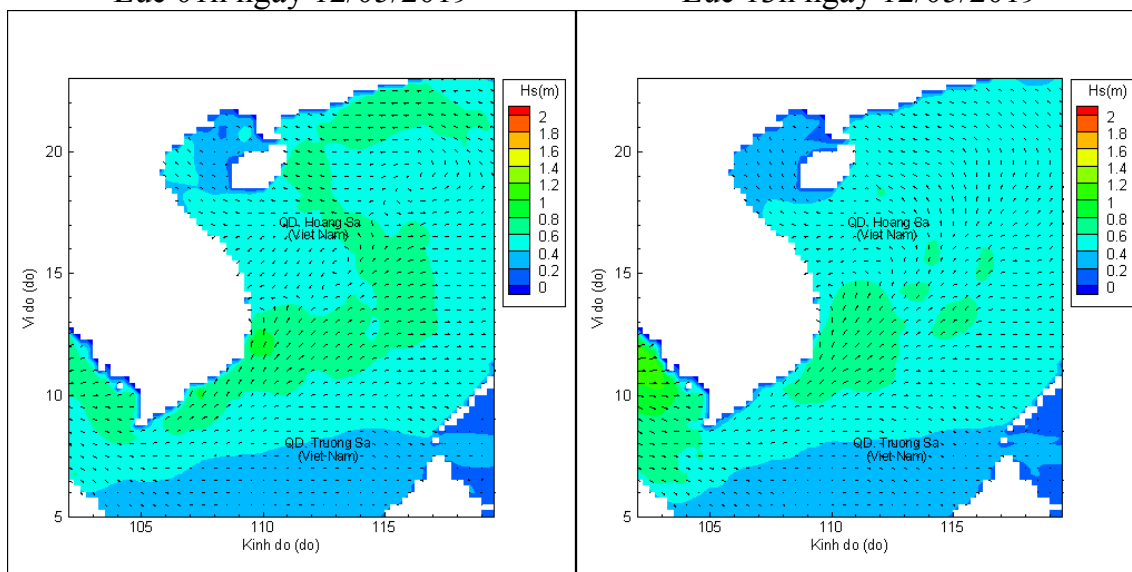 Lúc 01h ngày
Lúc 13h ngày
Hs(m)
2
1.8
1.6
1.4
1.2
1
0.8
0.6
0.4
0.2
0
Vi do (do)
20
15
10
5
QD. Hoang Sa
(Viet Nam)
QD. Truong Sa
(Viet Nam)
105
110
115
Kinh do (do)
Hs(m)
2
1.8
1.6
1.4
1.2
1
0.8
0.6
0.4
0.2
0
Vi do (do)
20
15
10
5
QD. Hoang Sa
(Viet Nam)
QD. Truong Sa
(Viet Nam)
105
110
115
Kinh do (do)